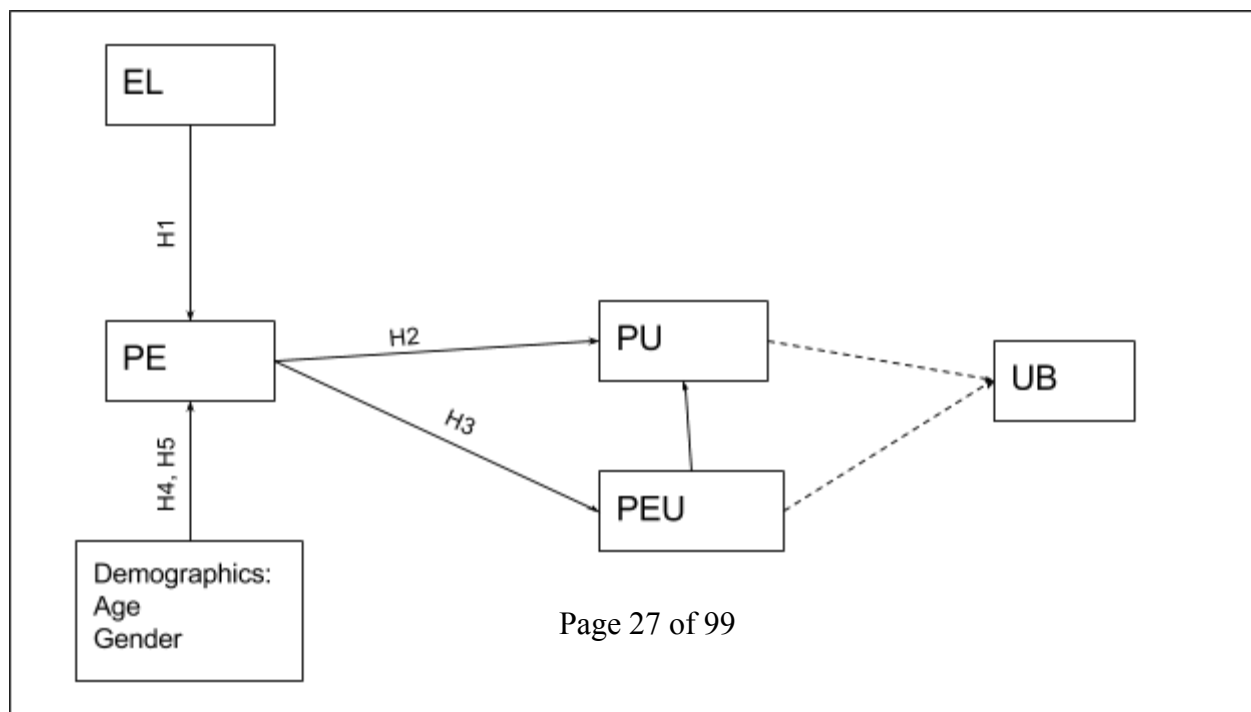 EL
H1
PE
H2
H3
PU
UB
PEU
H4, H5
Demographics:
Age
Gender
Page 27 of 99